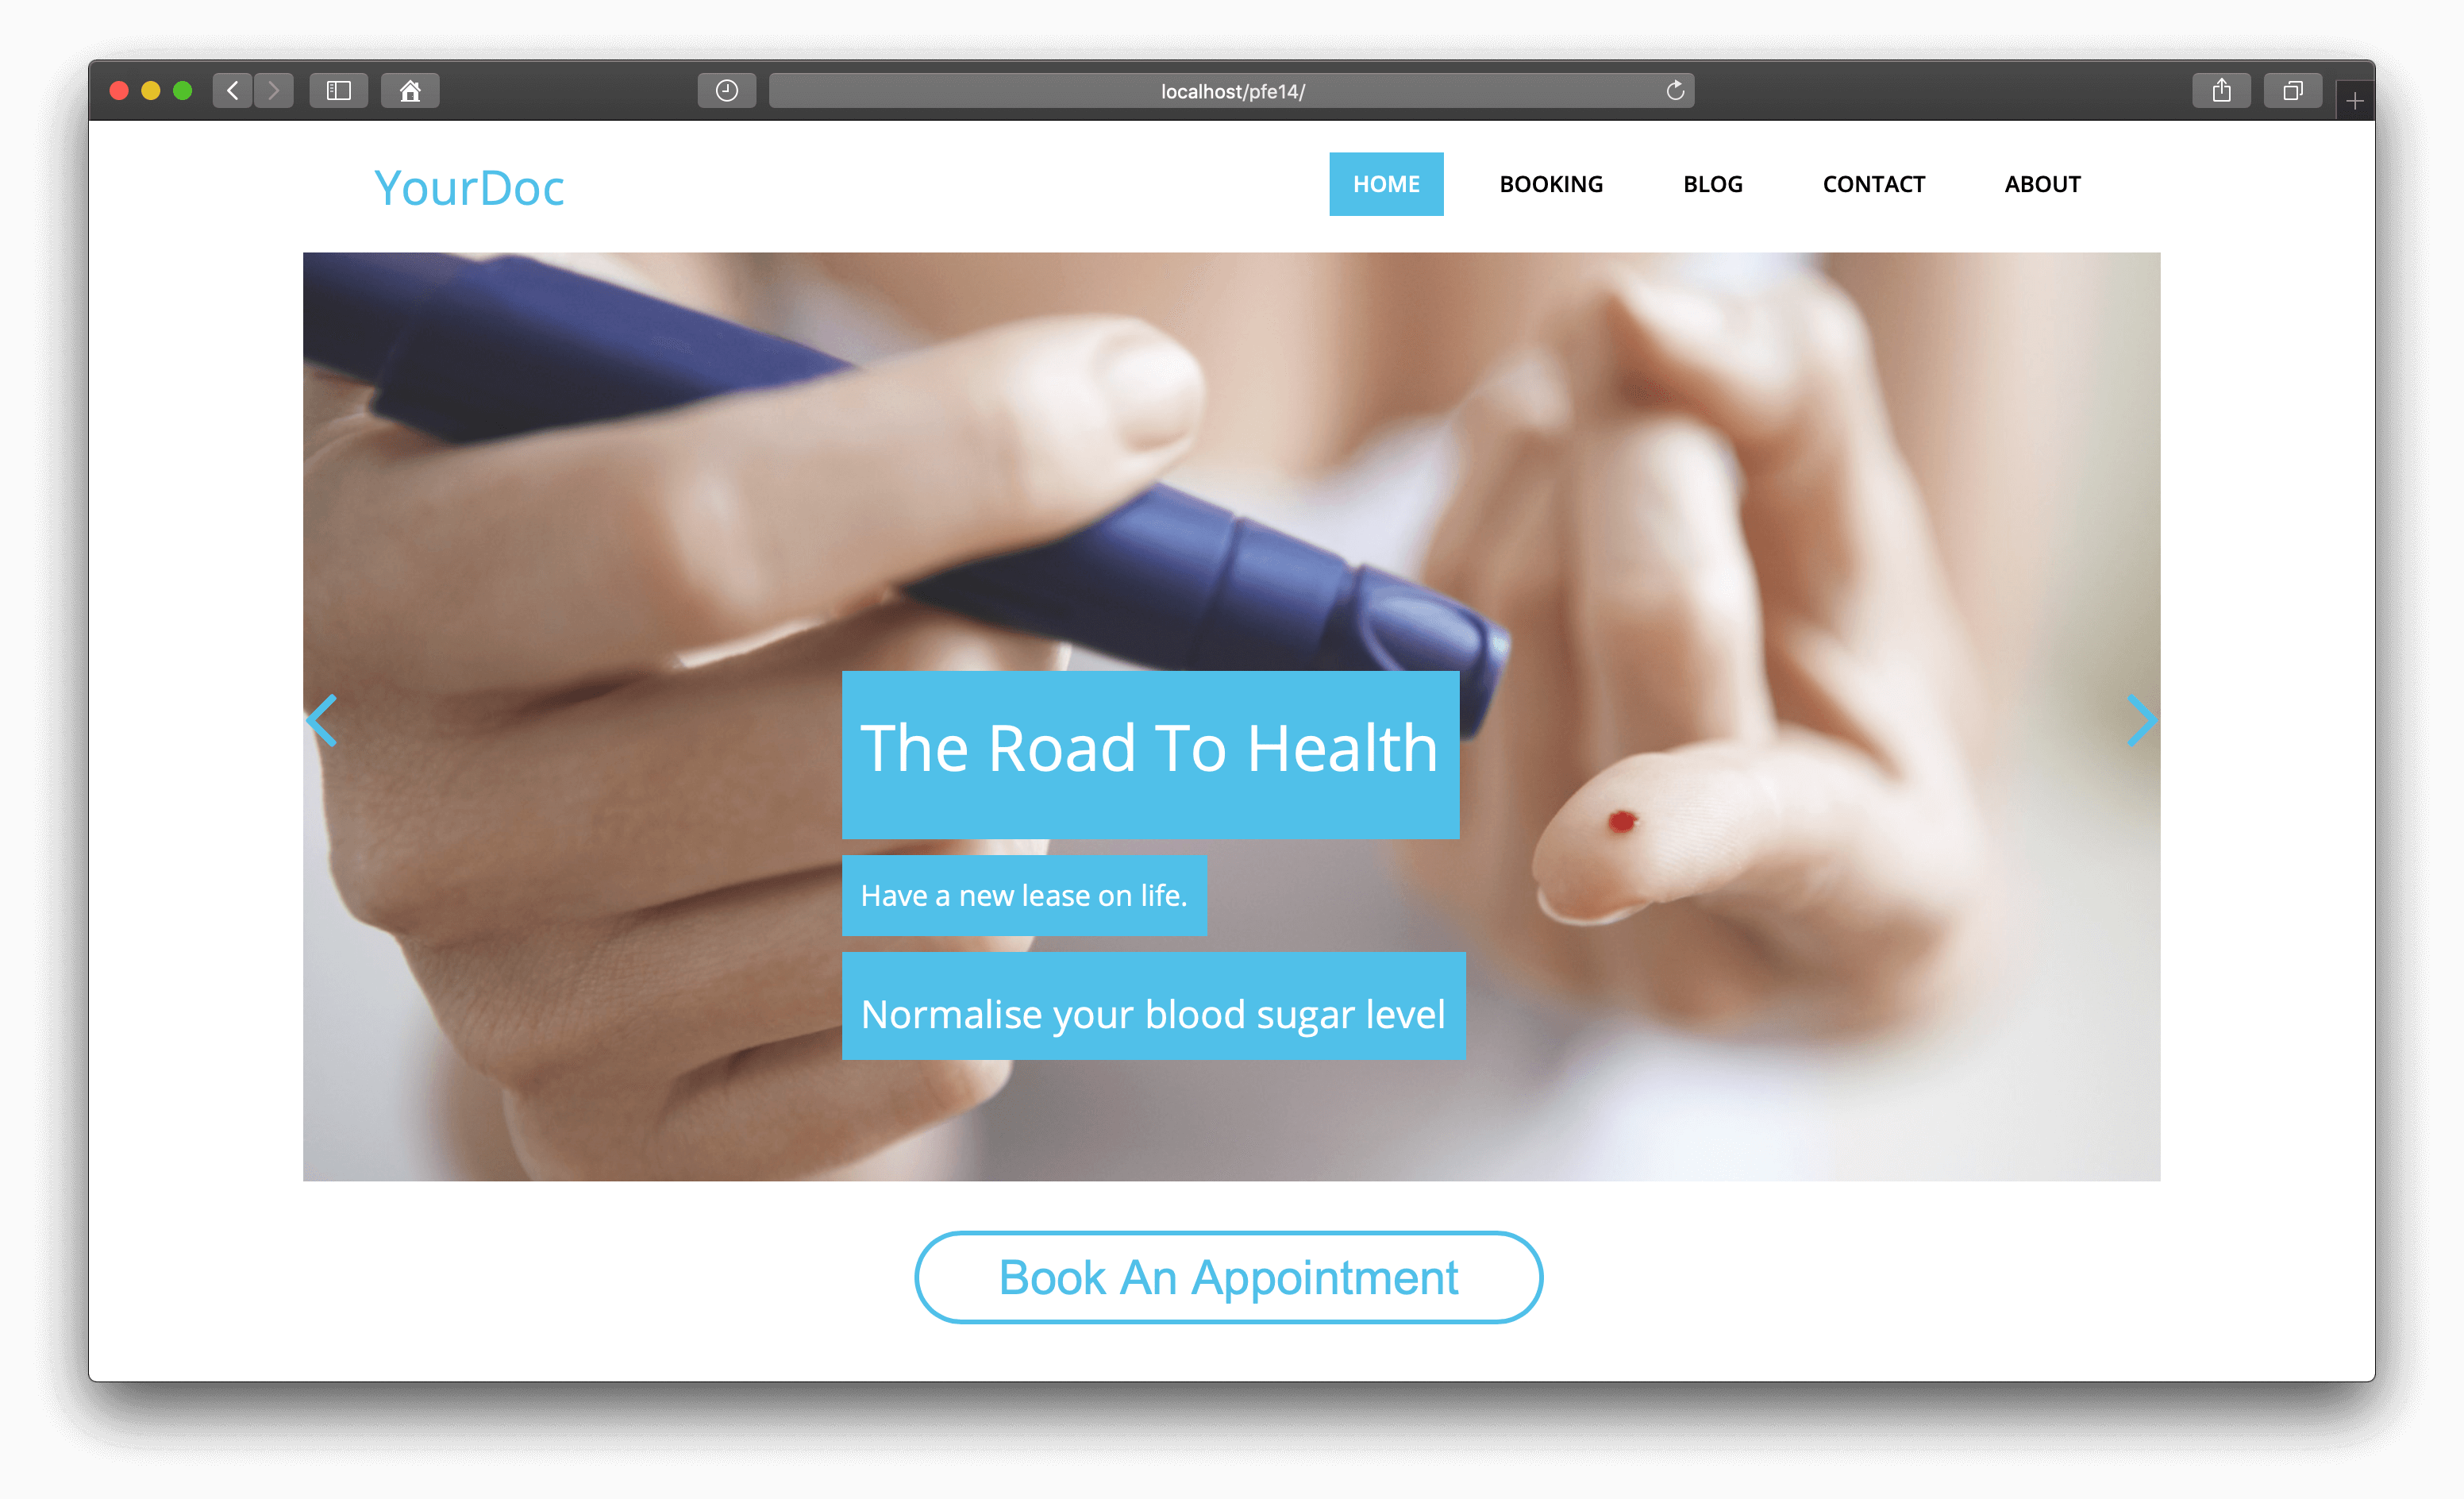 localhost/pfe14/
YourDoc
HOME BOOKING BLOG CONTACT ABOUT
The Road To Health
Have a new lease on life.
Normalise your blood sugar level
Book An Appointment